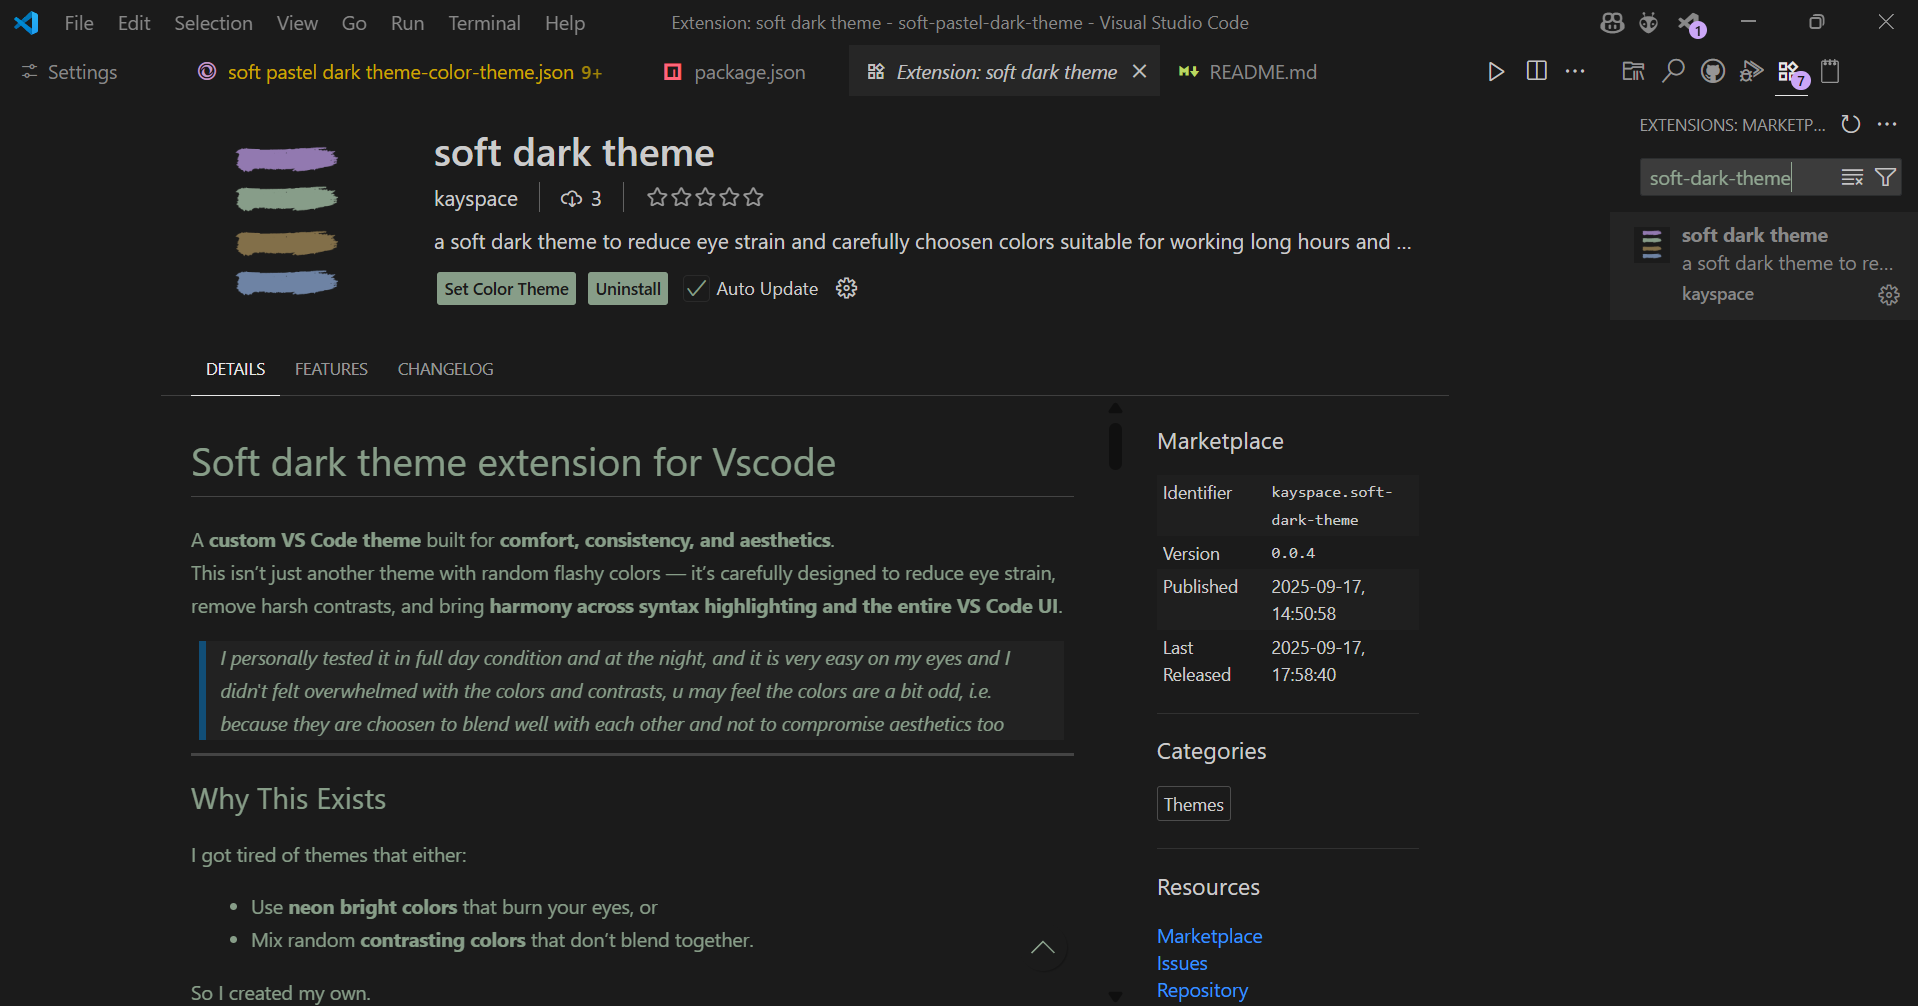 File Edit Selection View Go Run Terminal Help
Extension: soft dark theme - soft-pastel-dark-theme - Visual Studio Code
1
Settings
soft pastel dark theme-color-theme.json 9+
package.json
Extension: soft dark theme
README.md
7
soft dark theme
kayspace
3
a soft dark theme to reduce eye strain and carefully choosen colors suitable for working long hours and ...
Set Color Theme
Uninstall
Auto Update
DETAILS
FEATURES
CHANGELOG
Soft dark theme extension for Vscode
A custom VS Code theme built for comfort, consistency, and aesthetics.
This isn’t just another theme with random flashy colors — it’s carefully designed to reduce eye strain,
remove harsh contrasts, and bring harmony across syntax highlighting and the entire VS Code UI.
I personally tested it in full day condition and at the night, and it is very easy on my eyes and I
didn't felt overwhelmed with the colors and contrasts, u may feel the colors are a bit odd, i.e.
because they are choosen to blend well with each other and not to compromise aesthetics too
Why This Exists
I got tired of themes that either:
• Use neon bright colors that burn your eyes, or
• Mix random contrasting colors that don’t blend together.
So I created my own.
Marketplace
Identifier
kayspace.soft-
dark-theme
Version
0.0.4
Published
2025-09-17,
14:50:58
Last
Released
2025-09-17,
17:58:40
Categories
Themes
Resources
Marketplace
Issues
Repository
EXTENSIONS: MARKETP...
soft-dark-theme
soft dark theme
a soft dark theme to re...
kayspace